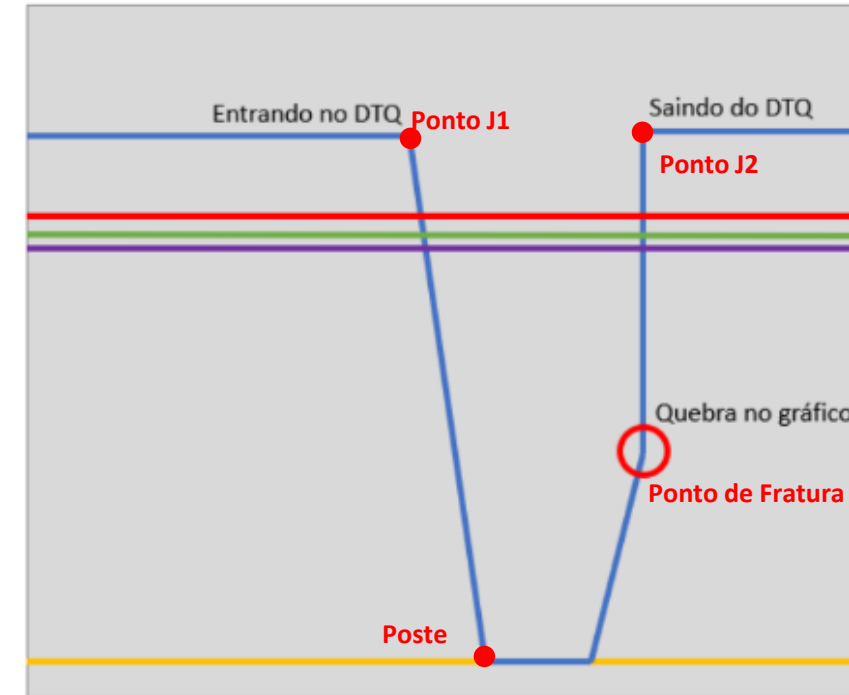 Entrando no DTQ
Ponto J1
Saindo do DTQ
Ponto J2
Quebra no gráfico
Ponto de Fratura
Poste